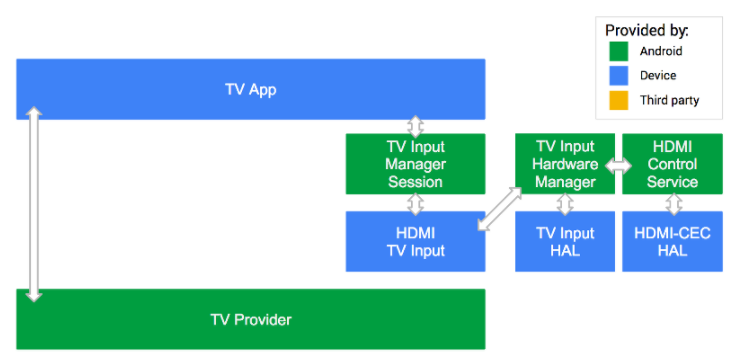 Provided by:
Android
Device
Third party
TV App
TV Input
Manager
Session
TV Input
Hardware
Manager
HDMI
Control
Service
HDMI
TV Input
TV Input
HAL
HDMI-CEC
HAL
TV Provider